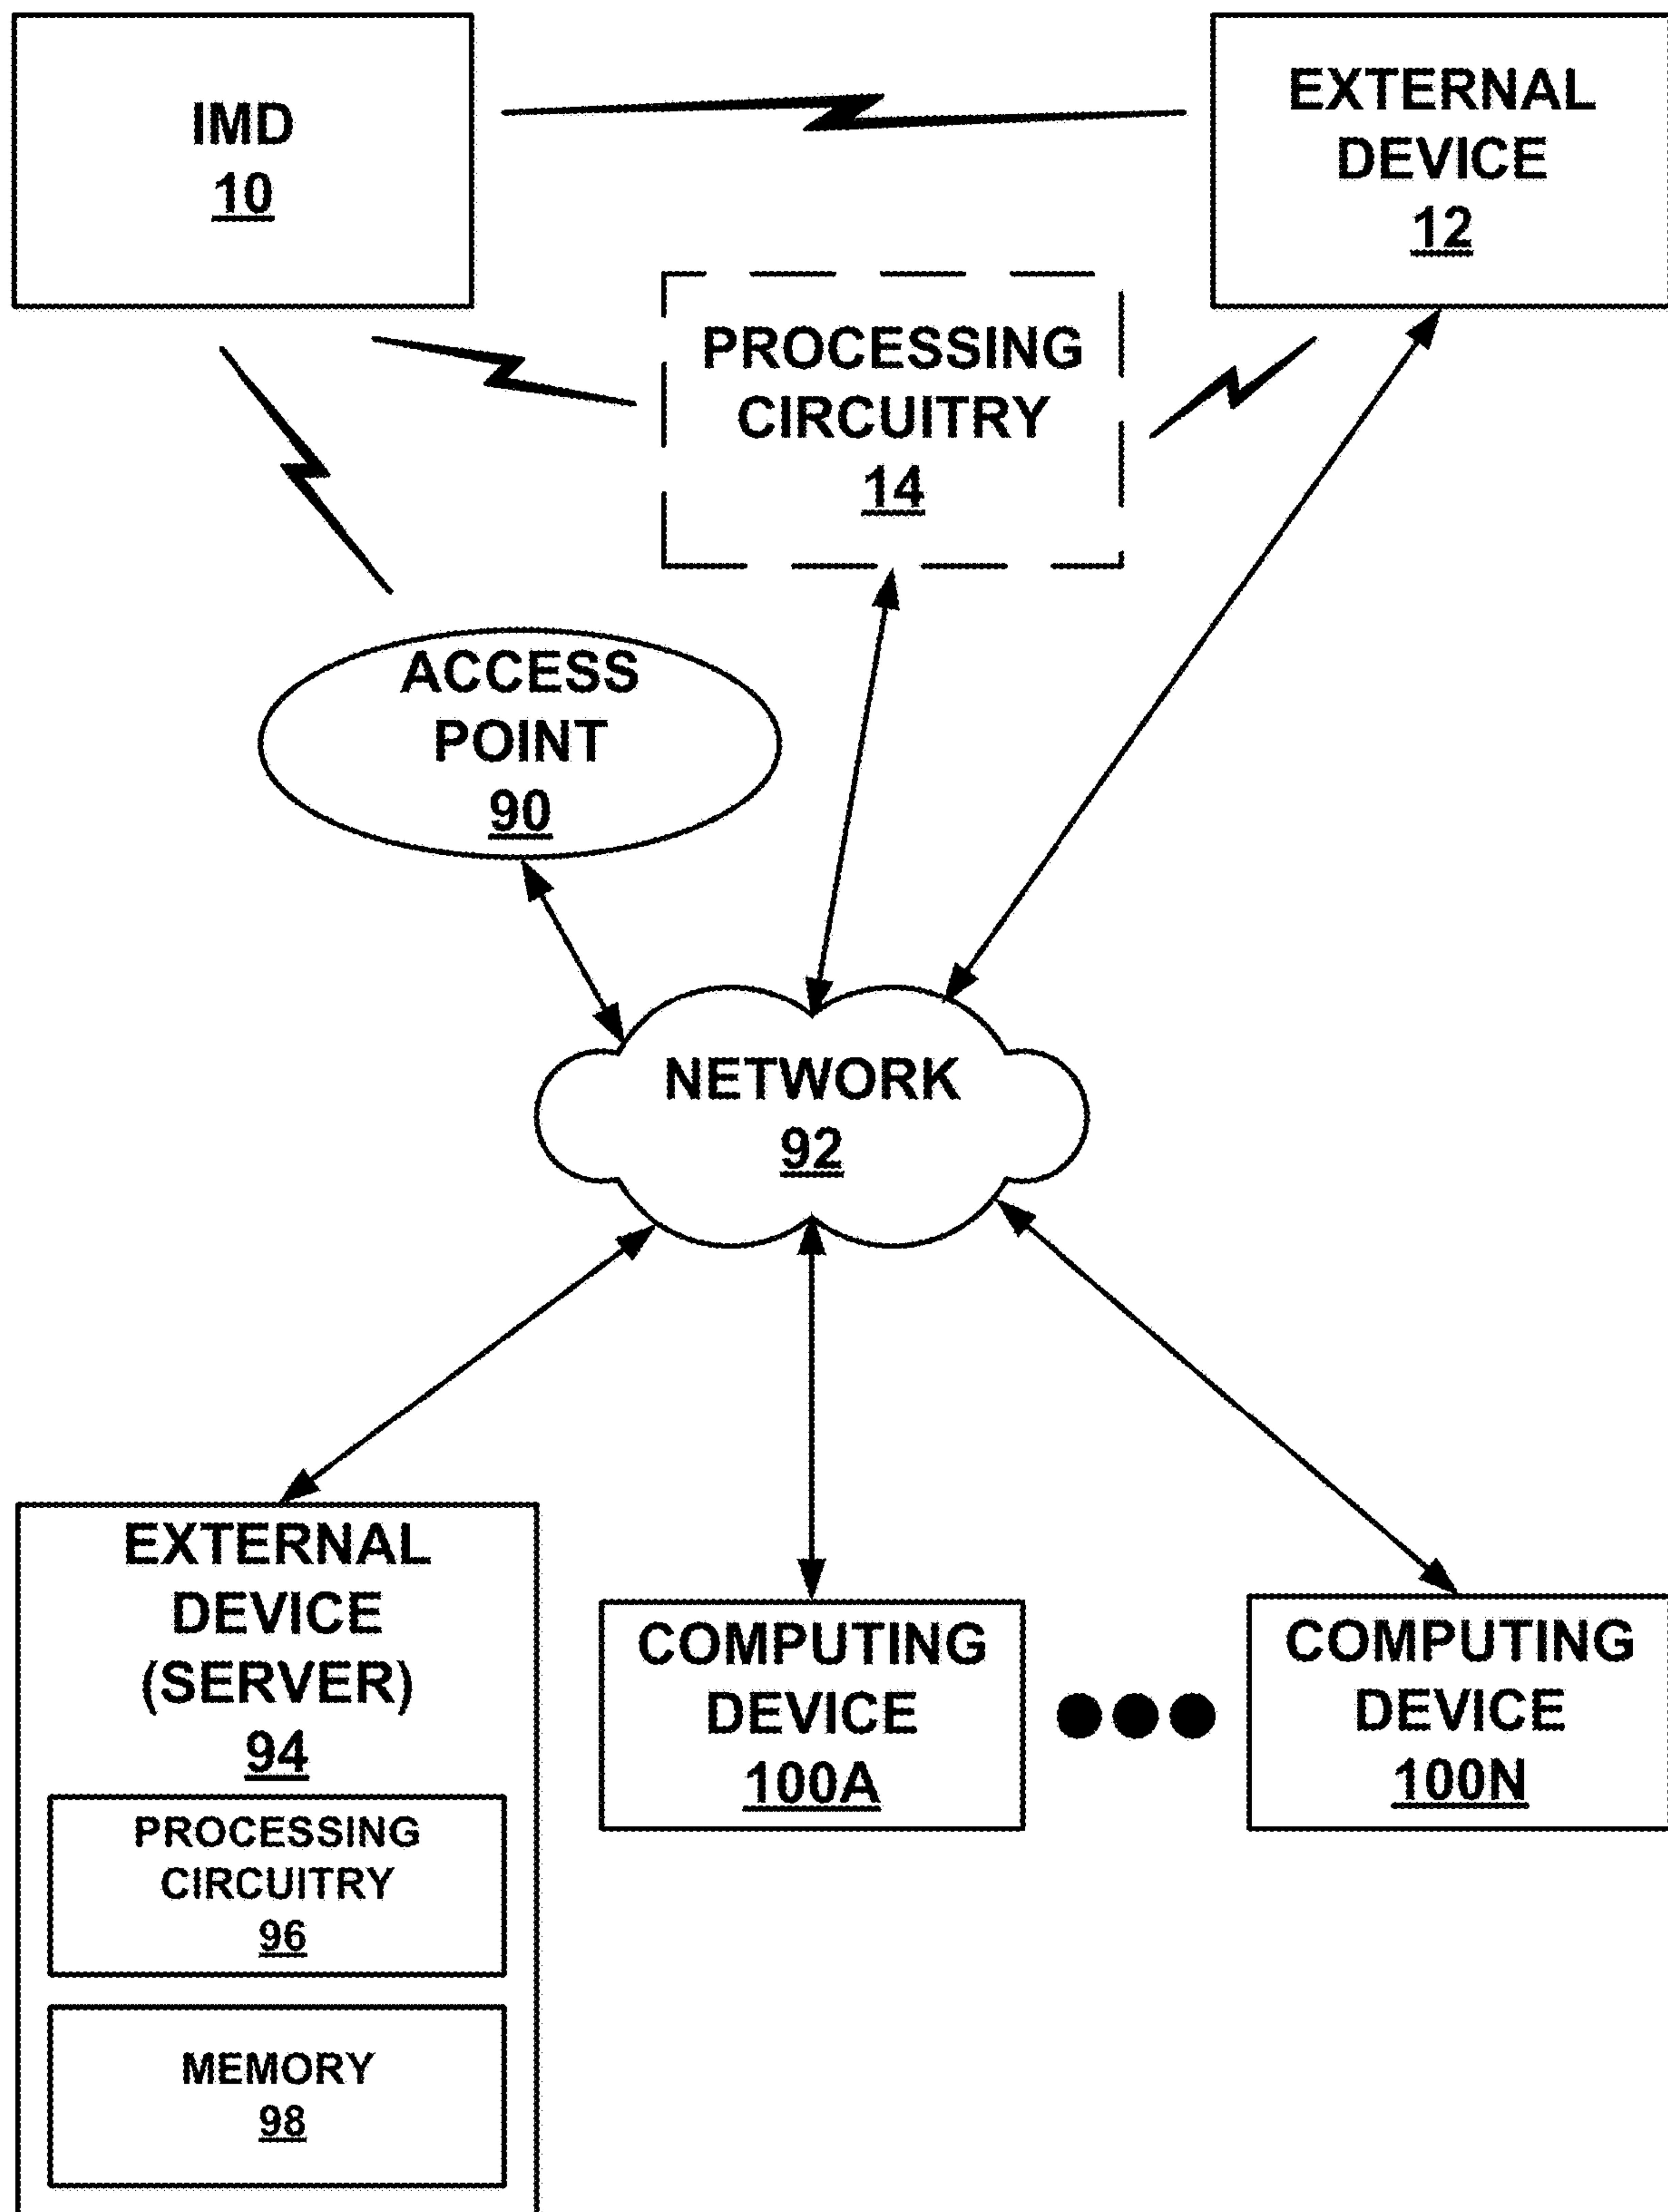 IMD
10
EXTERNAL
DEVICE
12
PROCESSING
CIRCUITRY
14
ACCESS
POINT
90
NETWORK
92
EXTERNAL
DEVICE
(SERVER)
94
PROCESSING
CIRCUITRY
96
MEMORY
98
COMPUTING
DEVICE
100A
COMPUTING
DEVICE
100N